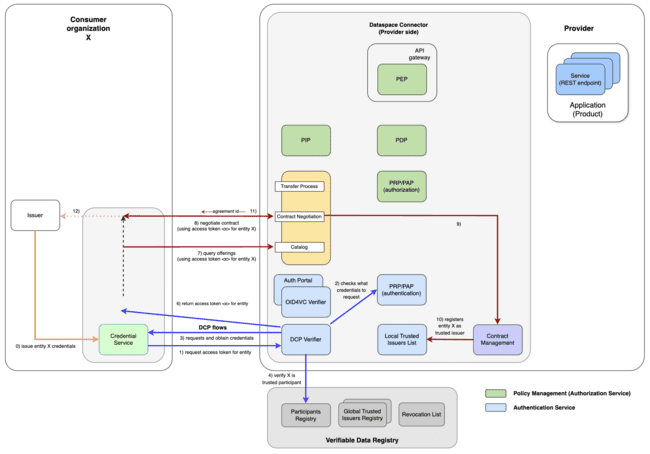 Consumer
organization
X
Dataspace Connector
(Provider side)
Provider
API
gateway
PEP
Service
(REST endpoint)
Application
(Product)
PIP
PDP
PRP/PAP
(authorization)
Transfer Process
Contract Negotiation
Catalog
Issuer
12)
agreement id
11)
8) negotiate contract
(using access token <x> for entity X)
9)
7) query offerings
(using access token <x> for entity X)
Auth Portal
OID4VC Verifier
2) checks what
credentials to
request
PRP/PAP
(authentication)
6) return access token <x> for entity
DCP flows
3) requests and obtain credentials
1) request access token for entity
0) issue entity X credentials
Credential
Service
DCP Verifier
Local Trusted
Issuers List
10) registers
entity X as
trusted issuer
Contract
Management
4) verify X is
trusted participant
Participants
Registry
Global Trusted
Issuers Registry
Revocation List
Verifiable Data Registry
Policy Management (Authorization Service)
Authentication Service